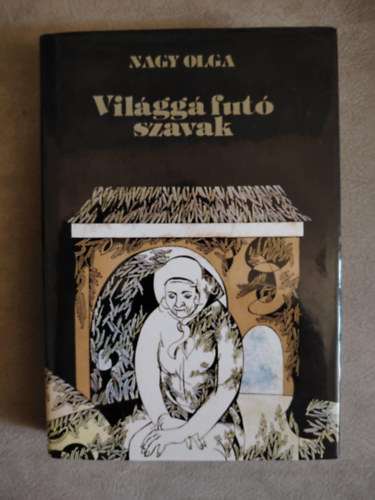 NAGY OLGA
Világgá futó
szavak